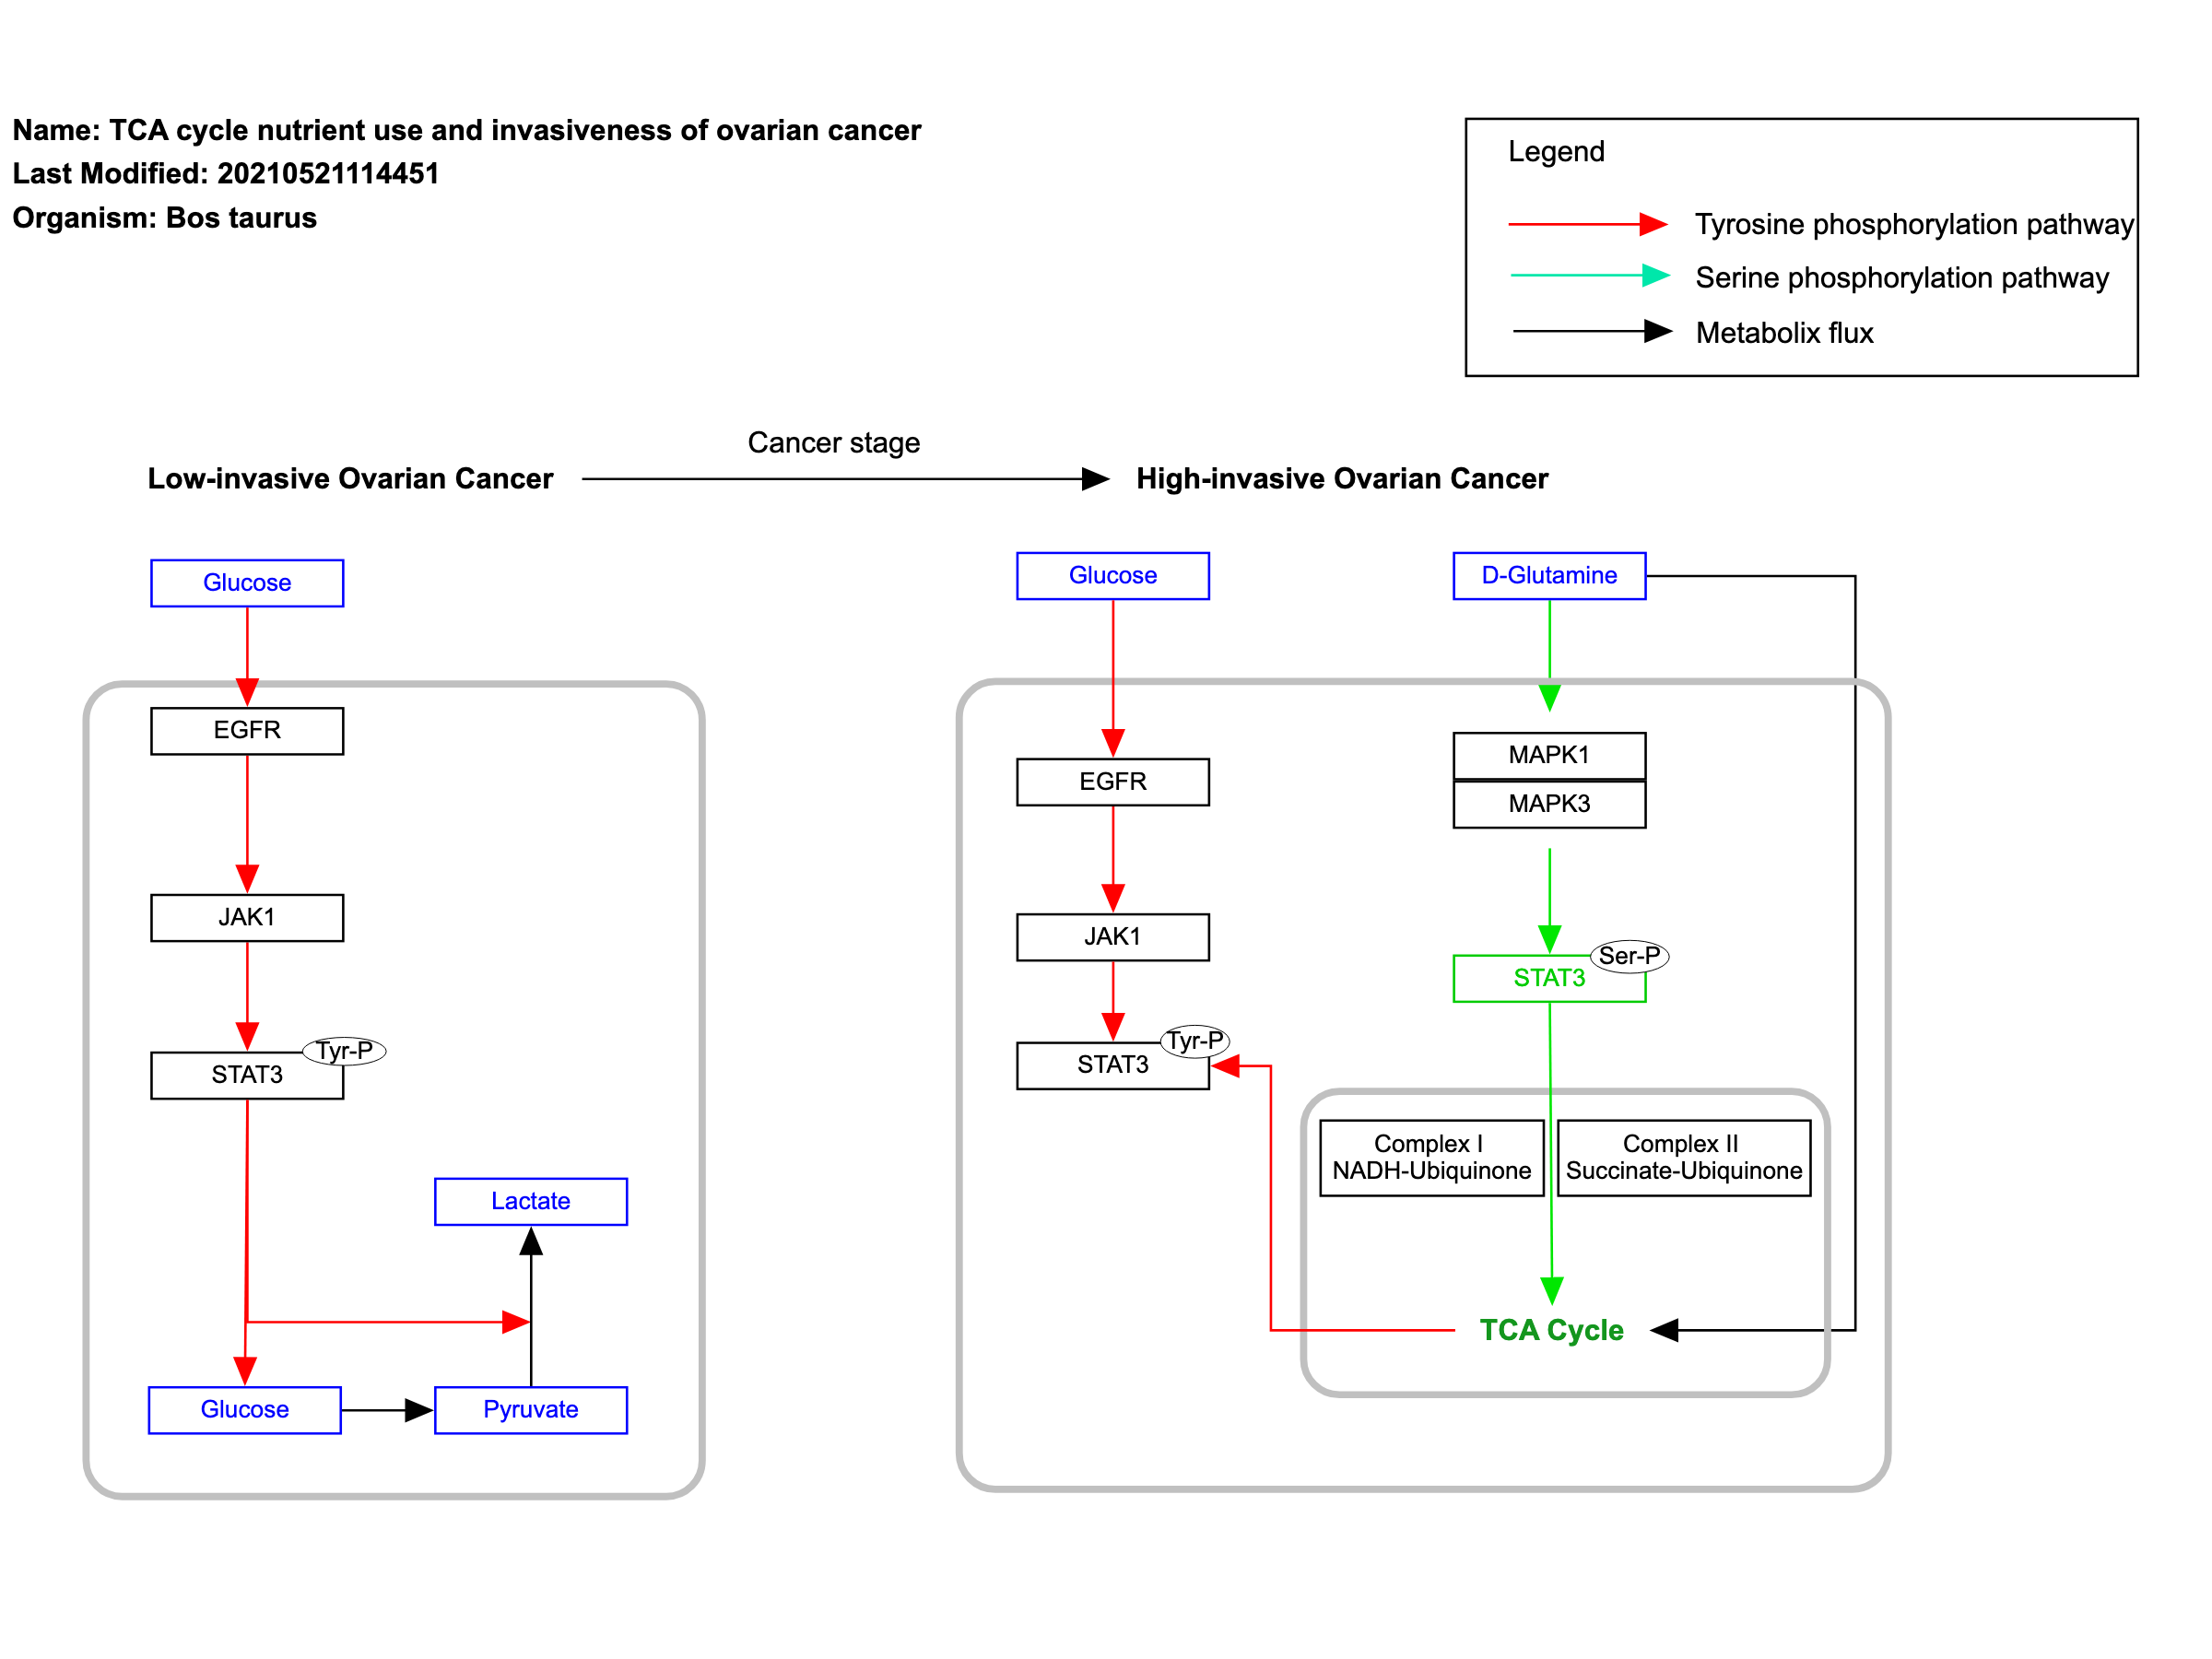 Name: TCA cycle nutrient use and invasiveness of ovarian cancer
Last Modified: 20210521114451
Organism: Bos taurus
Legend
Tyrosine phosphorylation pathway
Serine phosphorylation pathway
Metabolix flux
Cancer stage
Low-invasive Ovarian Cancer
High-invasive Ovarian Cancer
Glucose
EGFR
JAK1
Tyr-P
STAT3
Lactate
Glucose
Pyruvate
Glucose
D-Glutamine
EGFR
MAPK1
MAPK3
JAK1
Ser-P
STAT3
Tyr-P
STAT3
Complex I
NADH-Ubiquinone
Complex II
Succinate-Ubiquinone
TCA Cycle